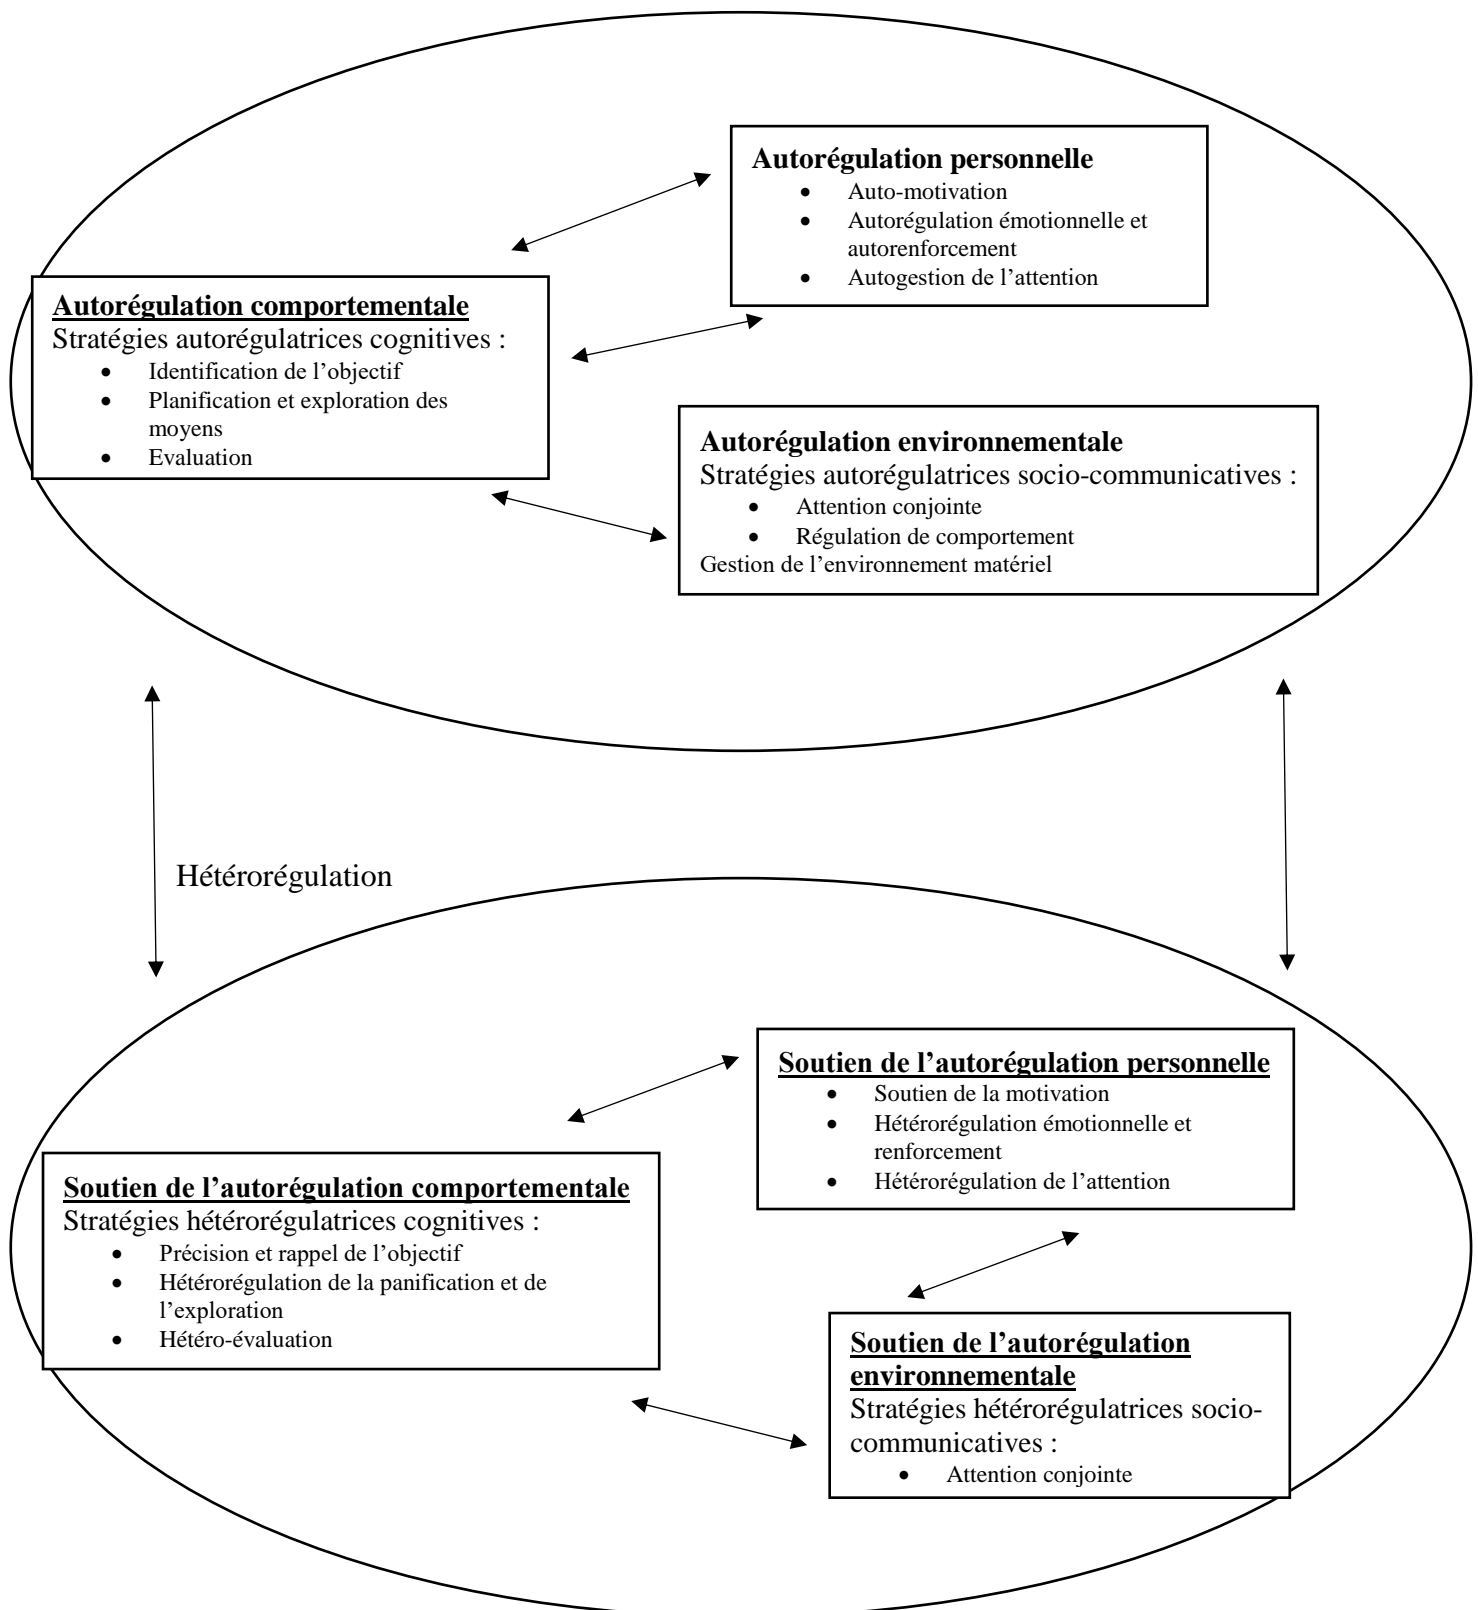 Autorégulation personnelle
• Auto-motivation
• Autorégulation émotionnelle et
autorenforcement
• Autogestion de l’attention
Autorégulation comportementale
Stratégies autorégulatrices cognitives :
• Identification de l’objectif
• Planification et exploration des
moyens
• Evaluation
Autorégulation environnementale
Stratégies autorégulatrices socio-communicatives :
• Attention conjointe
• Régulation de comportement
Gestion de l’environnement matériel
Hétérorégulation
Soutien de l’autorégulation personnelle
• Soutien de la motivation
• Hétérorégulation émotionnelle et
renforcement
• Hétérorégulation de l’attention
Soutien de l’autorégulation comportementale
Stratégies hétérorégulatrices cognitives :
• Précision et rappel de l’objectif
• Hétérorégulation de la panification et de
l’exploration
• Hétéro-évaluation
Soutien de l’autorégulation
environnementale
Stratégies hétérorégulatrices socio-
communicatives :
• Attention conjointe